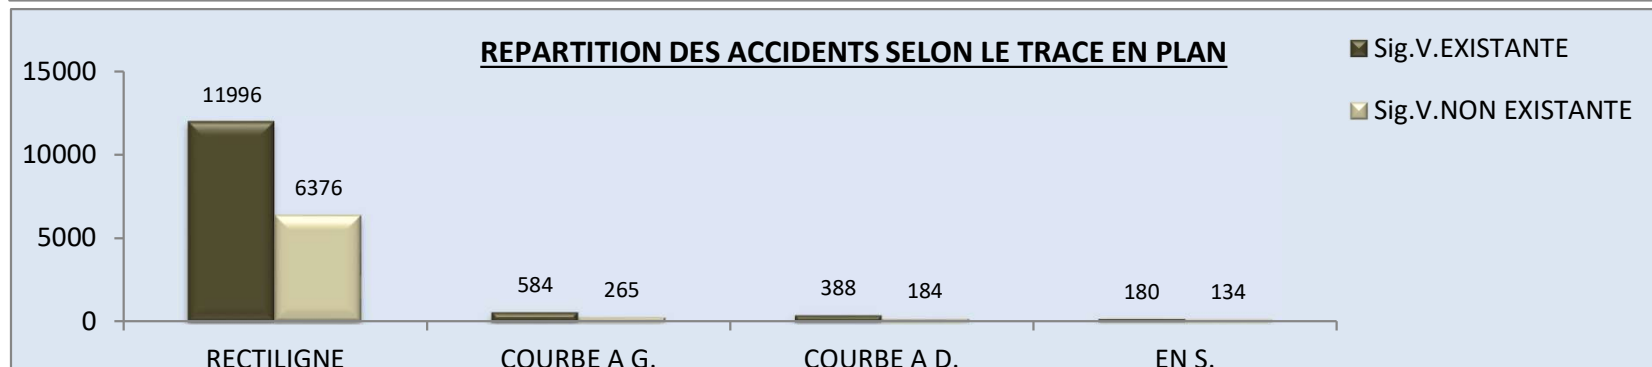 REPARTITION DES ACCIDENTS SELON LE TRACE EN PLAN
Sig.V.EXISTANTE
Sig.V.NON EXISTANTE
15000
10000
5000
0
11996
6376
584
265
388
184
180
134
RECTILIGNE
COURBE A G.
COURBE A D.
EN S.